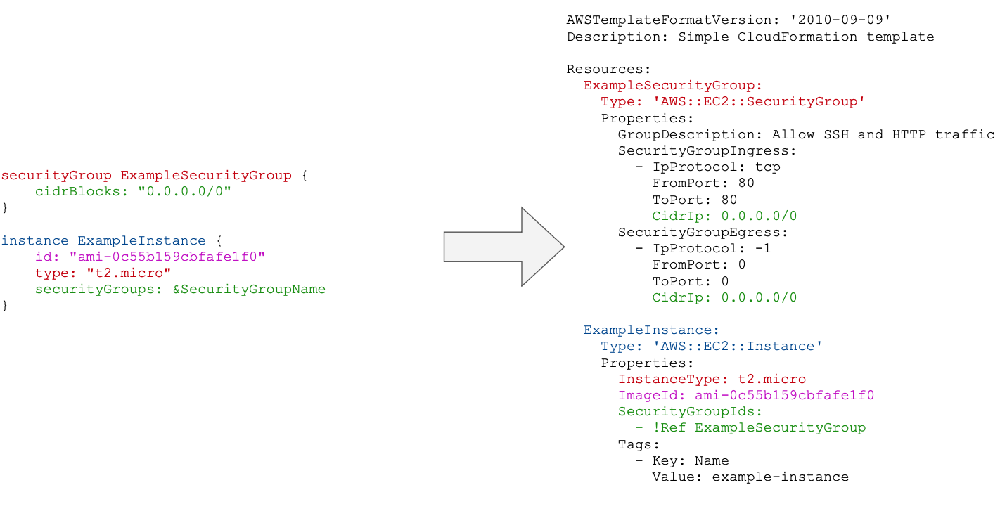 securityGroup ExampleSecurityGroup {
    cidrBlocks: "0.0.0.0/0"
}
instance ExampleInstance {
    id: "ami-0c55b159cbfafe1f0"
    type: "t2.micro"
    securityGroups: &SecurityGroupName
}
AWSTemplateFormatVersion: '2010-09-09'
Description: Simple CloudFormation template
Resources:
  ExampleSecurityGroup:
    Type: 'AWS::EC2::SecurityGroup'
    Properties:
      GroupDescription: Allow SSH and HTTP traffic
      SecurityGroupIngress:
        - IpProtocol: tcp
          FromPort: 80
          ToPort: 80
          CidrIp: 0.0.0.0/0
      SecurityGroupEgress:
        - IpProtocol: -1
          FromPort: 0
          ToPort: 0
          CidrIp: 0.0.0.0/0
  ExampleInstance:
    Type: 'AWS::EC2::Instance'
    Properties:
      InstanceType: t2.micro
      ImageId: ami-0c55b159cbfafe1f0
      SecurityGroupIds:
        - !Ref ExampleSecurityGroup
      Tags:
        - Key: Name
          Value: example-instance